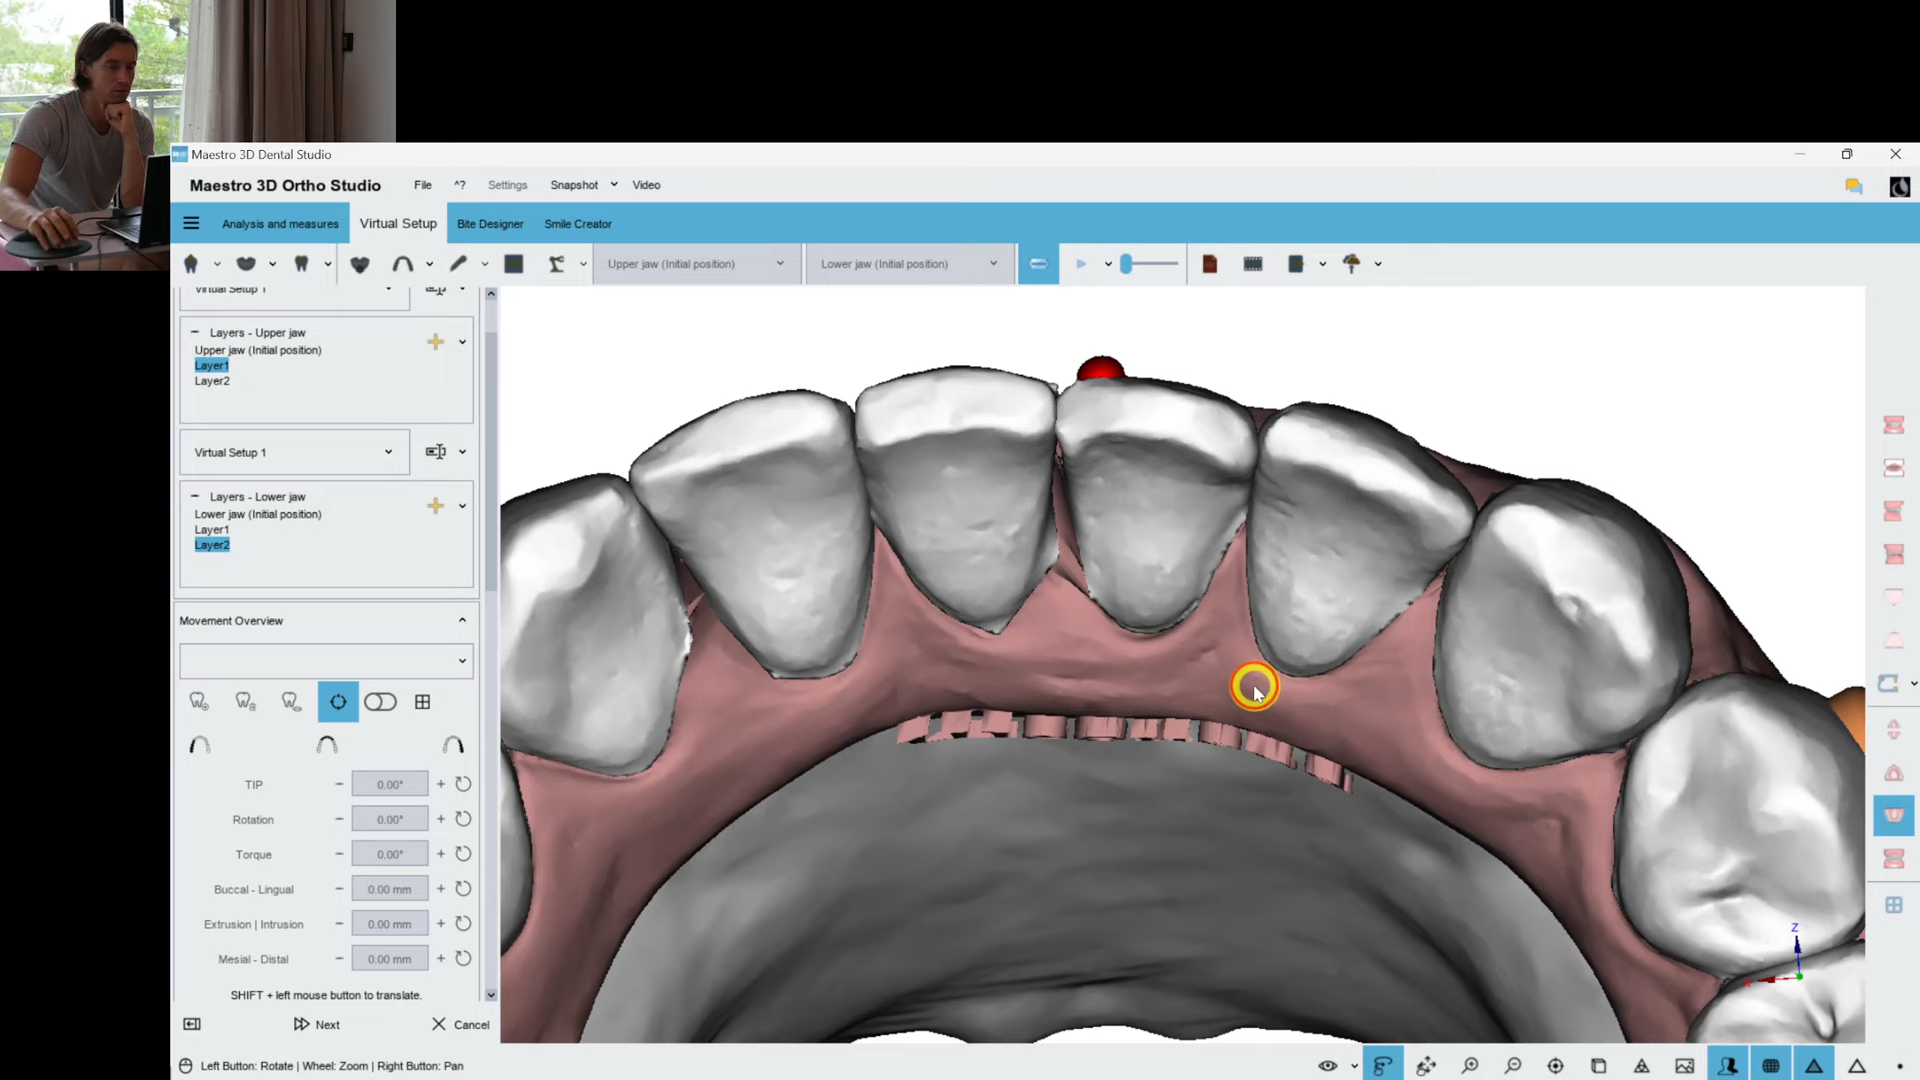 Maestro 3D Dental Studio
Maestro 3D Ortho Studio File ^? Settings Snapshot Video
Analysis and measures Virtual Setup Bite Designer Smile Creator
Upper jaw (Initial position) Lower jaw (Initial position)
Virtual Setup 1
Layers - Upper jaw
Upper jaw (Initial position)
Layer1
Layer2
Virtual Setup 1
Layers - Lower jaw
Lower jaw (Initial position)
Layer1
Layer2
Movement Overview
TIP 0.00°
Rotation 0.00°
Torque 0.00°
Buccal - Lingual 0.00 mm
Extrusion | Intrusion 0.00 mm
Mesial - Distal 0.00 mm
SHIFT + left mouse button to translate.
Next Cancel
Left Button: Rotate | Wheel: Zoom | Right Button: Pan
Z
x